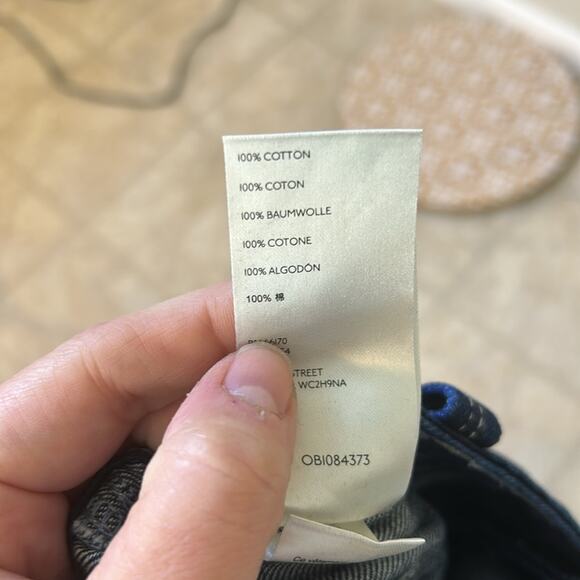 100% COTTON
100% COTON
100% BAUMWOLLE
100% COTONE
100% ALGODÓN
100% 棉
STREET
WC2H9NA
OBI084373